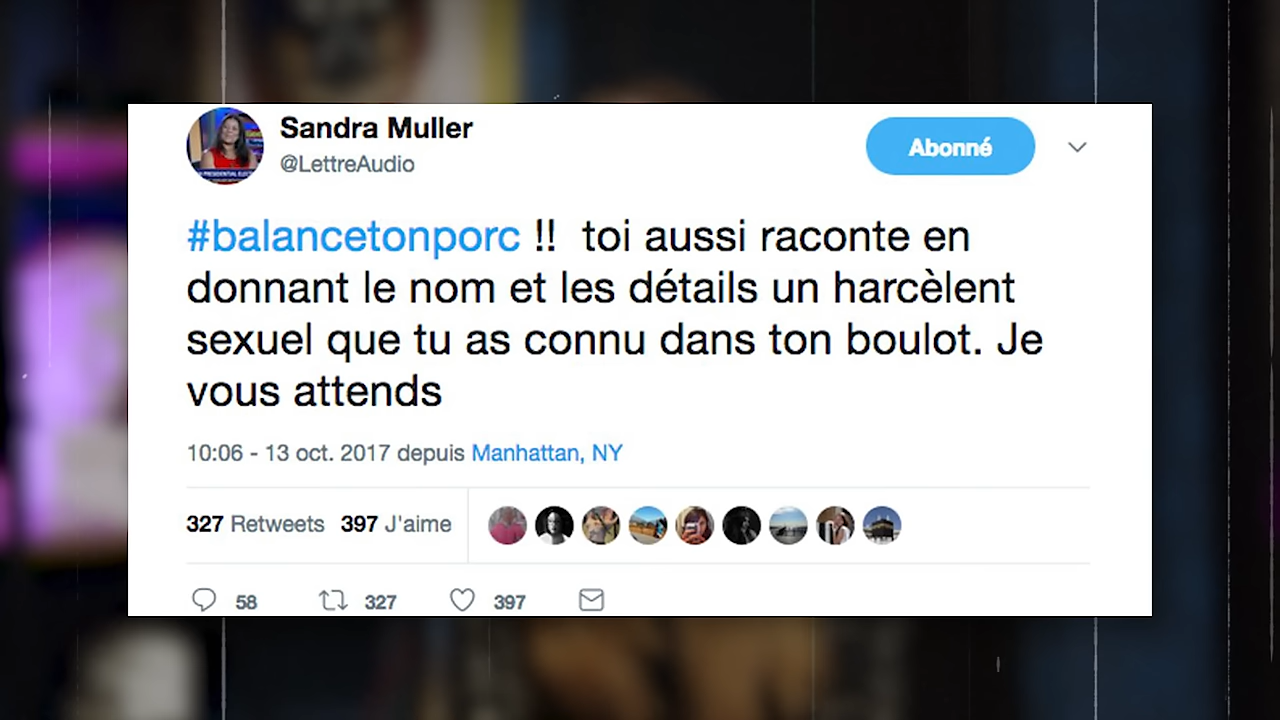 Sandra Muller
@LettreAudio
Abonné
#balancetonporc !! toi aussi raconte en
donnant le nom et les détails un harcèlent
sexuel que tu as connu dans ton boulot. Je
vous attends
10:06 - 13 oct. 2017 depuis Manhattan, NY
327 Retweets 397 J'aime
58 327 397